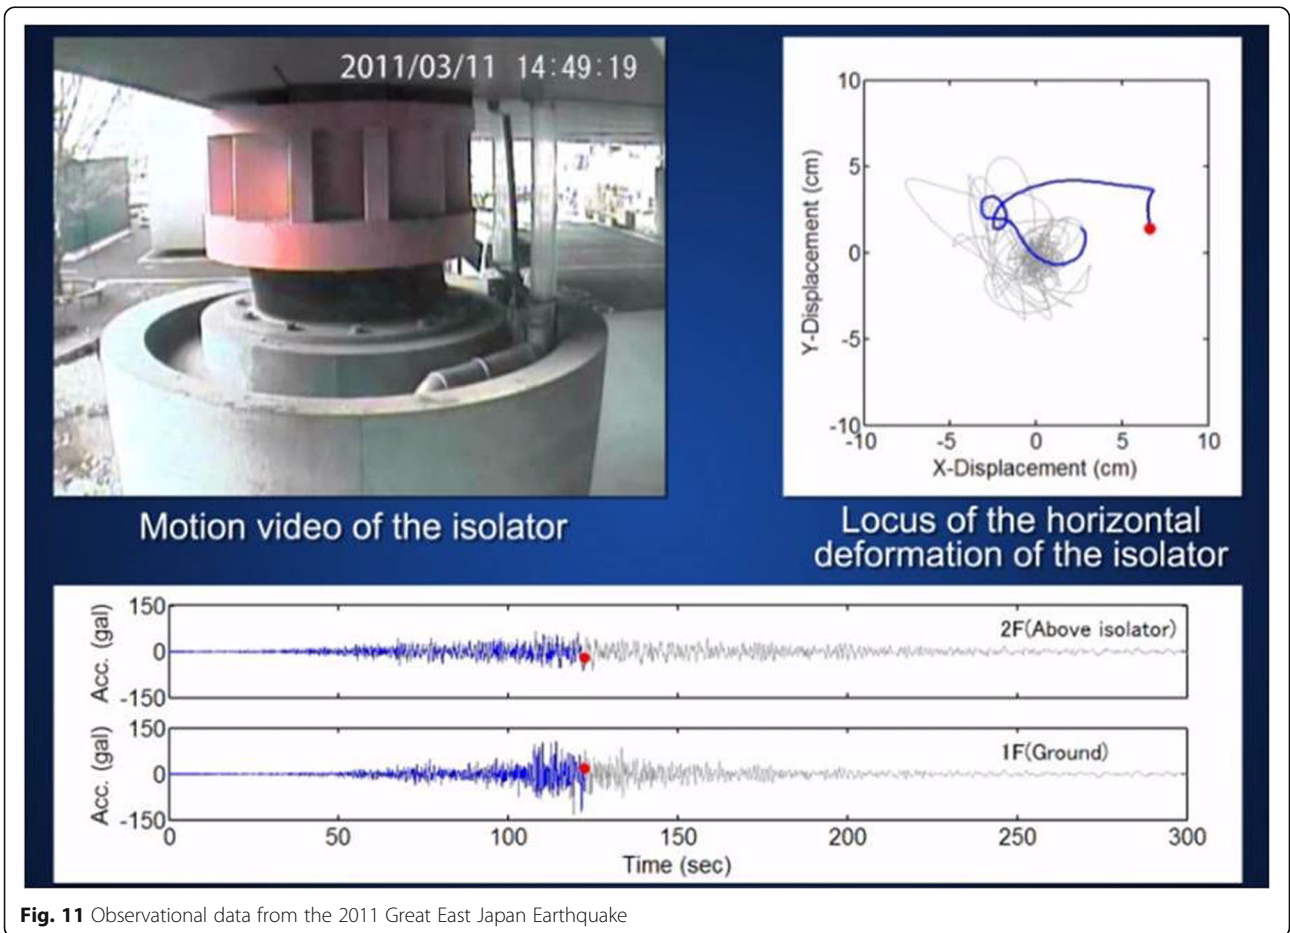 2011/03/11 14:49:19
Motion video of the isolator
10
5
0
-5
-10
Y-Displacement (cm)
-10 -5 0 5 10
X-Displacement (cm)
Locus of the horizontal
deformation of the isolator
150
0
-150
Acc. (gal)
2F(Above isolator)
150
0
-150
Acc. (gal)
1F(Ground)
0 50 100 150 200 250 300
Time (sec)
Fig. 11 Observational data from the 2011 Great East Japan Earthquake